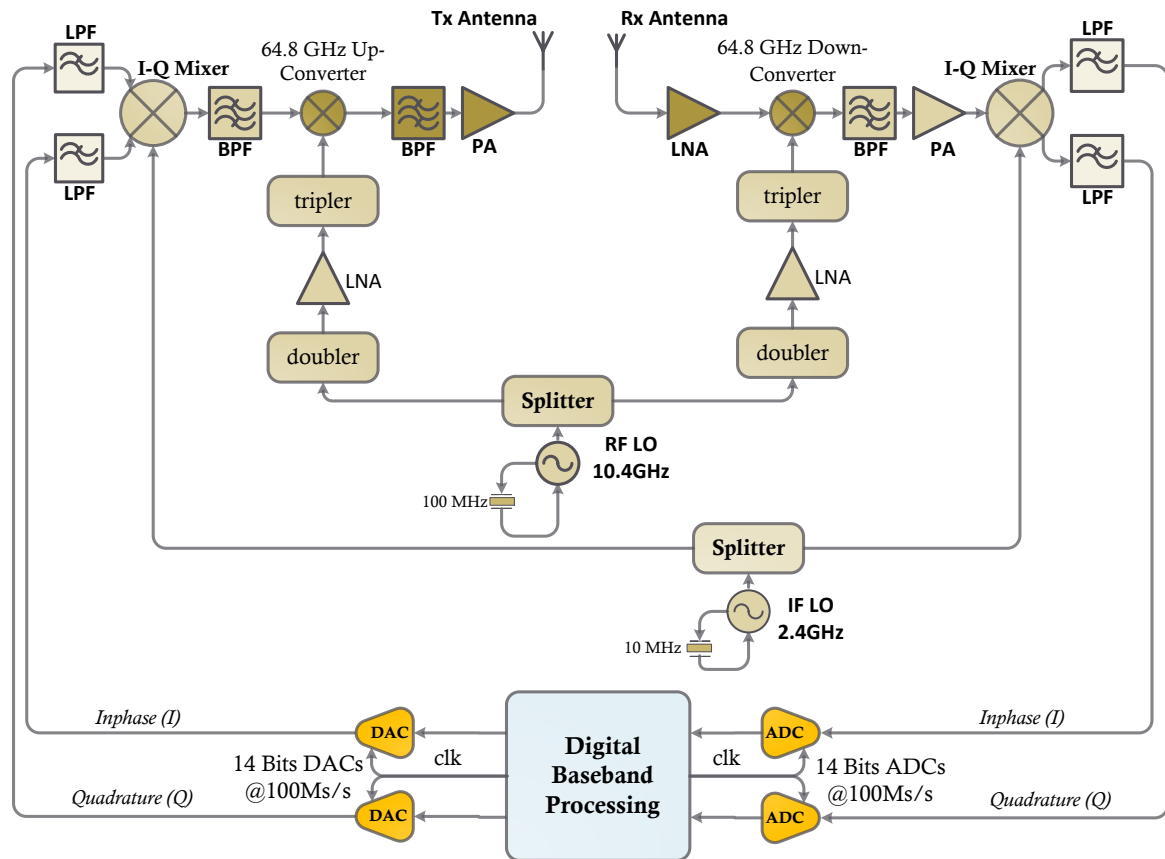 Tx Antenna
Rx Antenna
LPF
64.8 GHz Up-
Converter
64.8 GHz Down-
Converter
LPF
I-Q Mixer
I-Q Mixer
BPF
BPF
PA
LNA
BPF
PA
LPF
LPF
tripler
tripler
LNA
LNA
doubler
doubler
Splitter
RF LO
10.4GHz
100 MHz
Splitter
IF LO
2.4GHz
10 MHz
Inphase (I)
DAC
clk
14 Bits DACs
@100Ms/s
Quadrature (Q)
DAC
Digital
Baseband
Processing
ADC
clk
14 Bits ADCs
@100Ms/s
ADC
Inphase (I)
Quadrature (Q)